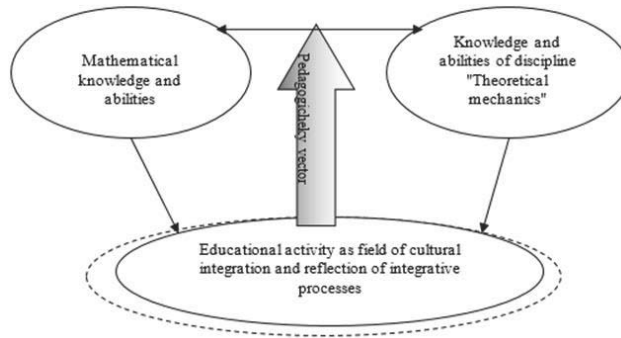 Mathematical
knowledge and
abilities
Knowledge and
abilities of discipline
"Theoretical
mechanics"
Pedagogicheky vector
Educational activity as field of cultural
integration and reflection of integrative
processes